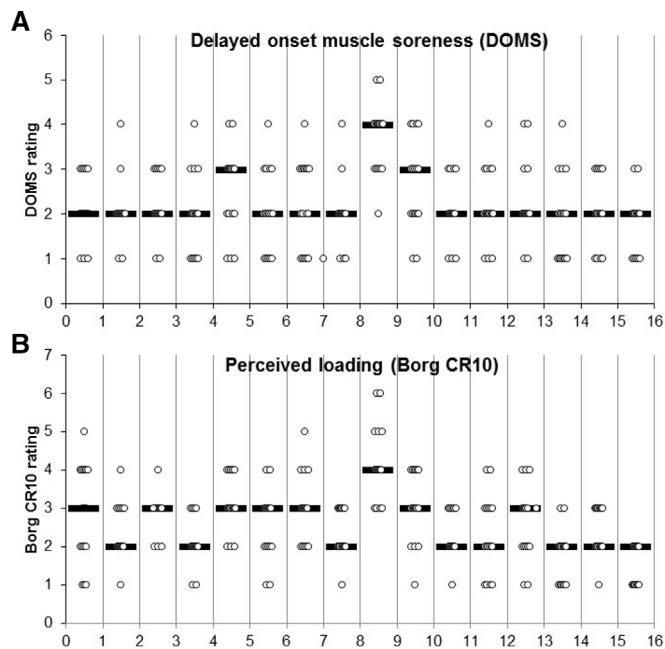 A
Delayed onset muscle soreness (DOMS)
DOMS rating
6
5
4
3
2
1
0
0 1 2 3 4 5 6 7 8 9 10 11 12 13 14 15 16
B
Perceived loading (Borg CR10)
Borg CR10 rating
7
6
5
4
3
2
1
0
0 1 2 3 4 5 6 7 8 9 10 11 12 13 14 15 16